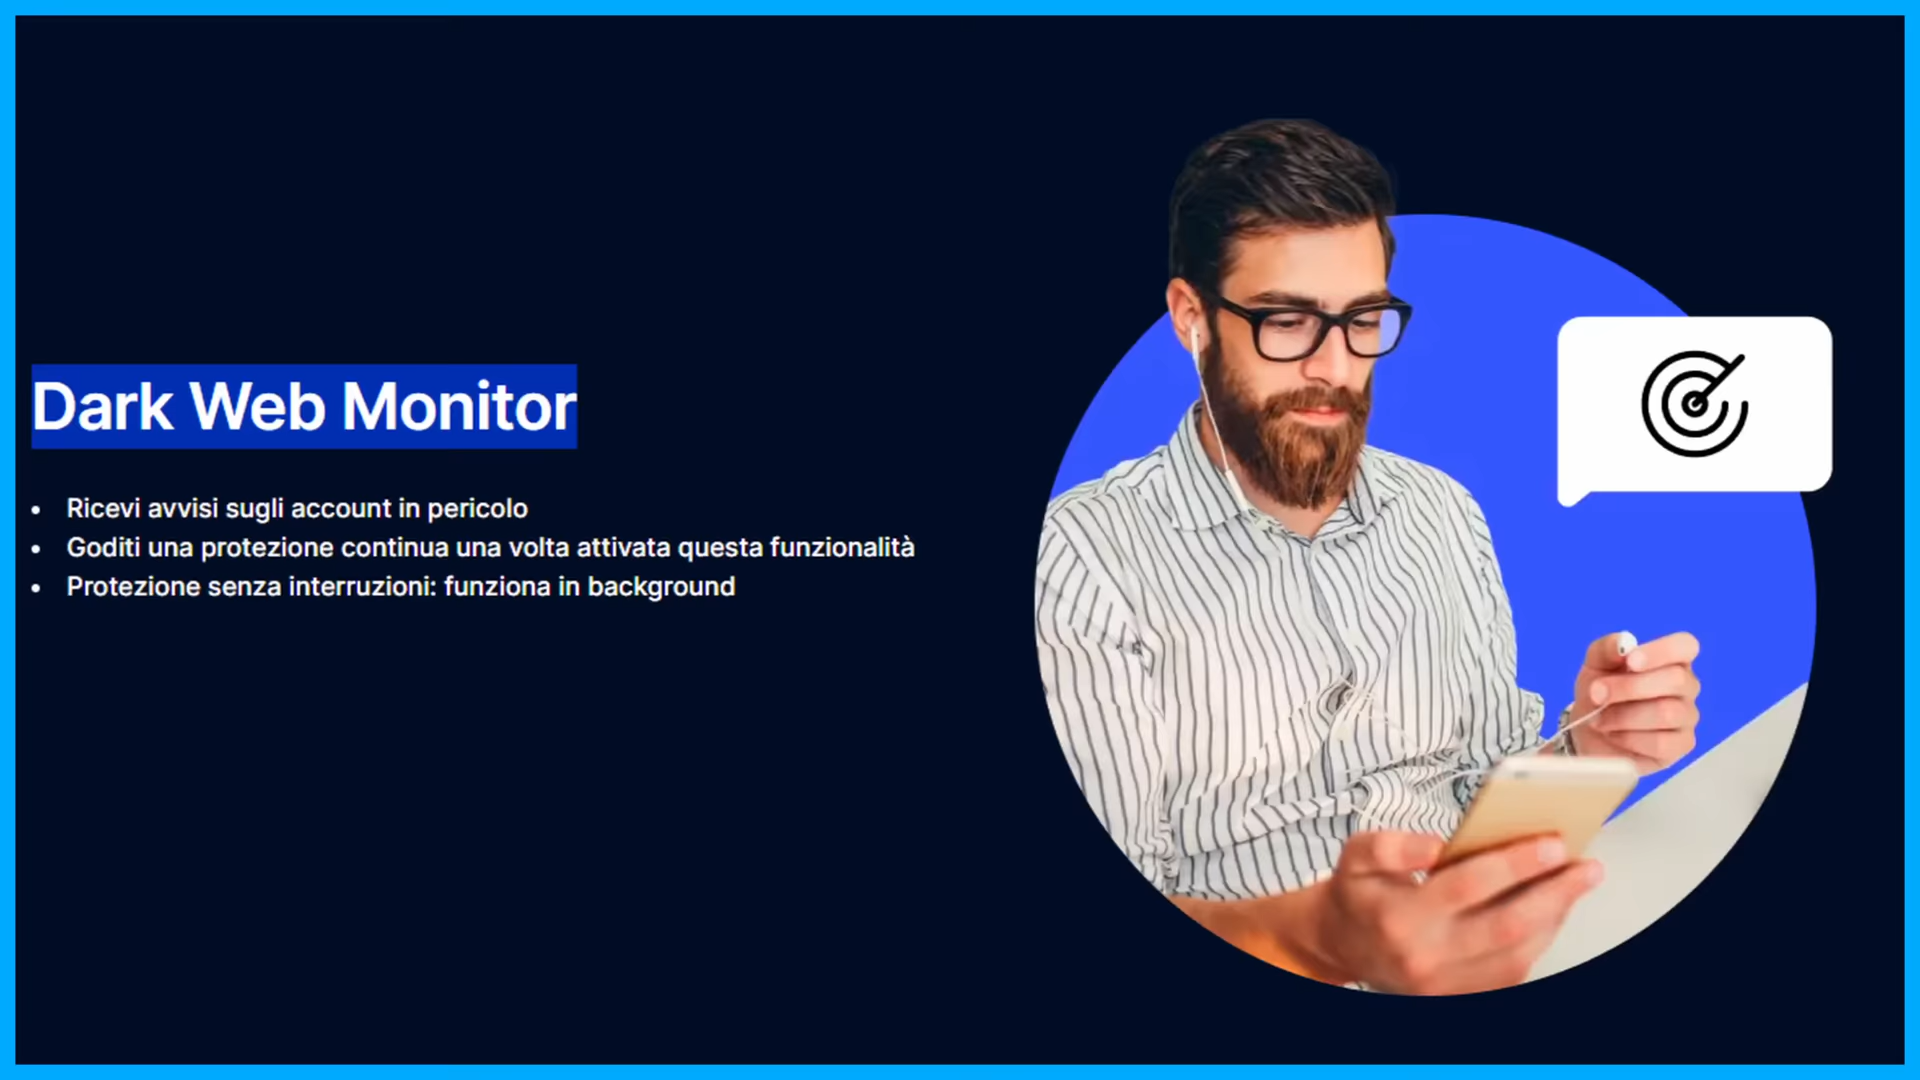 Dark Web Monitor
• Ricevi avvisi sugli account in pericolo
• Goditi una protezione continua una volta attivata questa funzionalità
• Protezione senza interruzioni: funziona in background